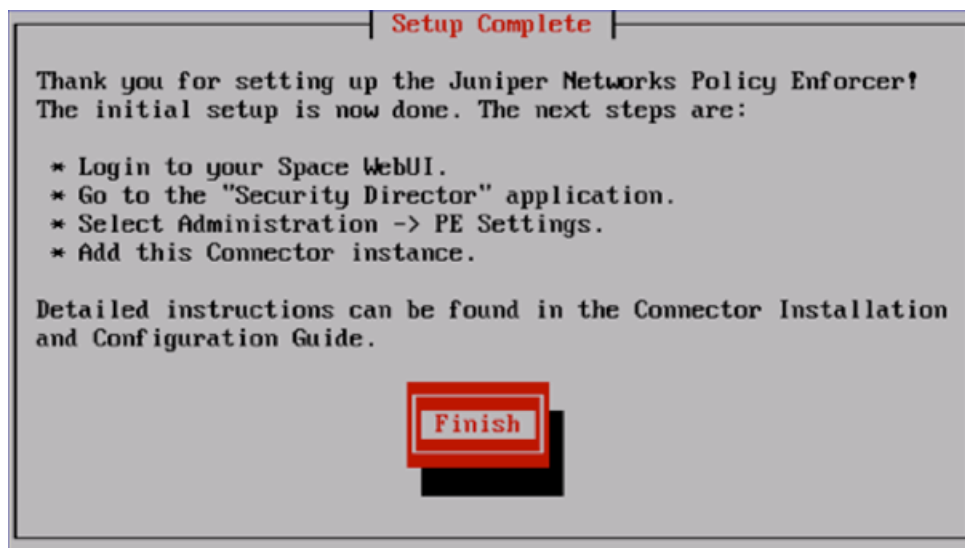 Setup Complete
Thank you for setting up the Juniper Networks Policy Enforcer!
The initial setup is now done. The next steps are:
* Login to your Space WebUI.
* Go to the "Security Director" application.
* Select Administration -> PE Settings.
* Add this Connector instance.
Detailed instructions can be found in the Connector Installation
and Configuration Guide.
Finish